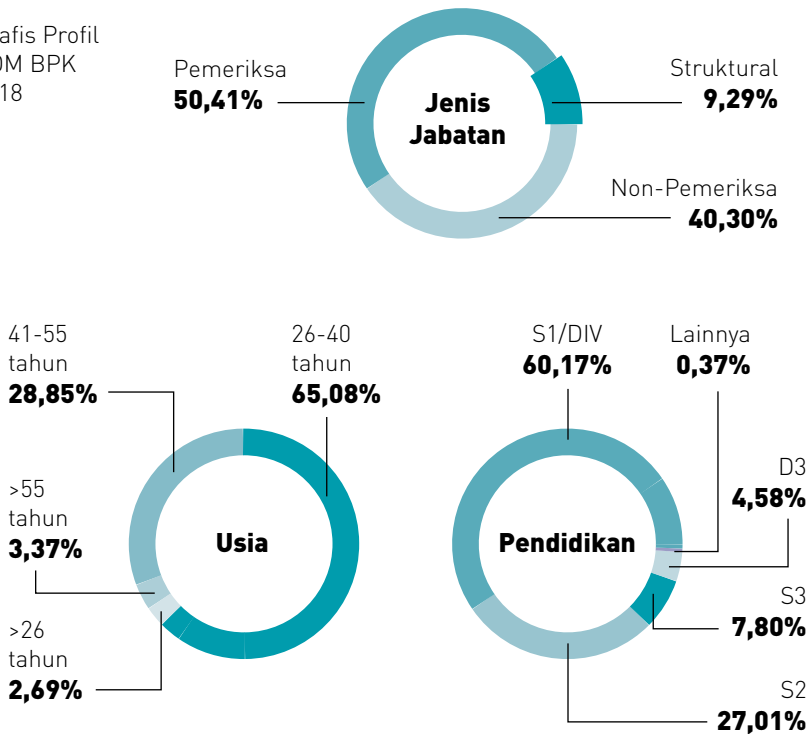 afis Profil
OM BPK
18
Pemeriksa
50,41%
Jenis
Jabatan
Struktural
9,29%
Non-Pemeriksa
40,30%
41-55
tahun
28,85%
26-40
tahun
65,08%
>55
tahun
3,37%
>26
tahun
2,69%
Usia
S1/DIV
60,17%
Lainnya
0,37%
D3
4,58%
Pendidikan
S3
7,80%
S2
27,01%